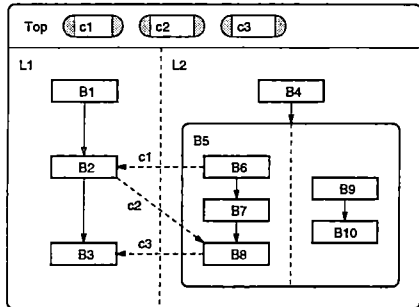 Top c1 c2 c3
L1 L2
B1 B4
B5
B2 c1 B6
B9
c2 B7
B10
B3 c3 B8